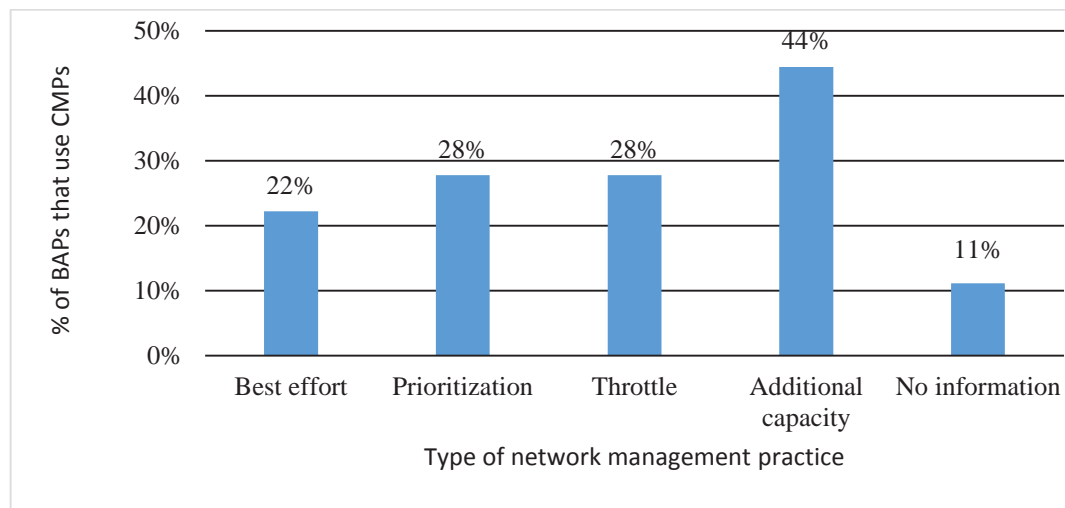 50%
40%
30%
20%
10%
0%
% of BAPs that use CMPs
22%
28%
28%
44%
11%
Best effort
Prioritization
Throttle
Additional
capacity
No information
Type of network management practice